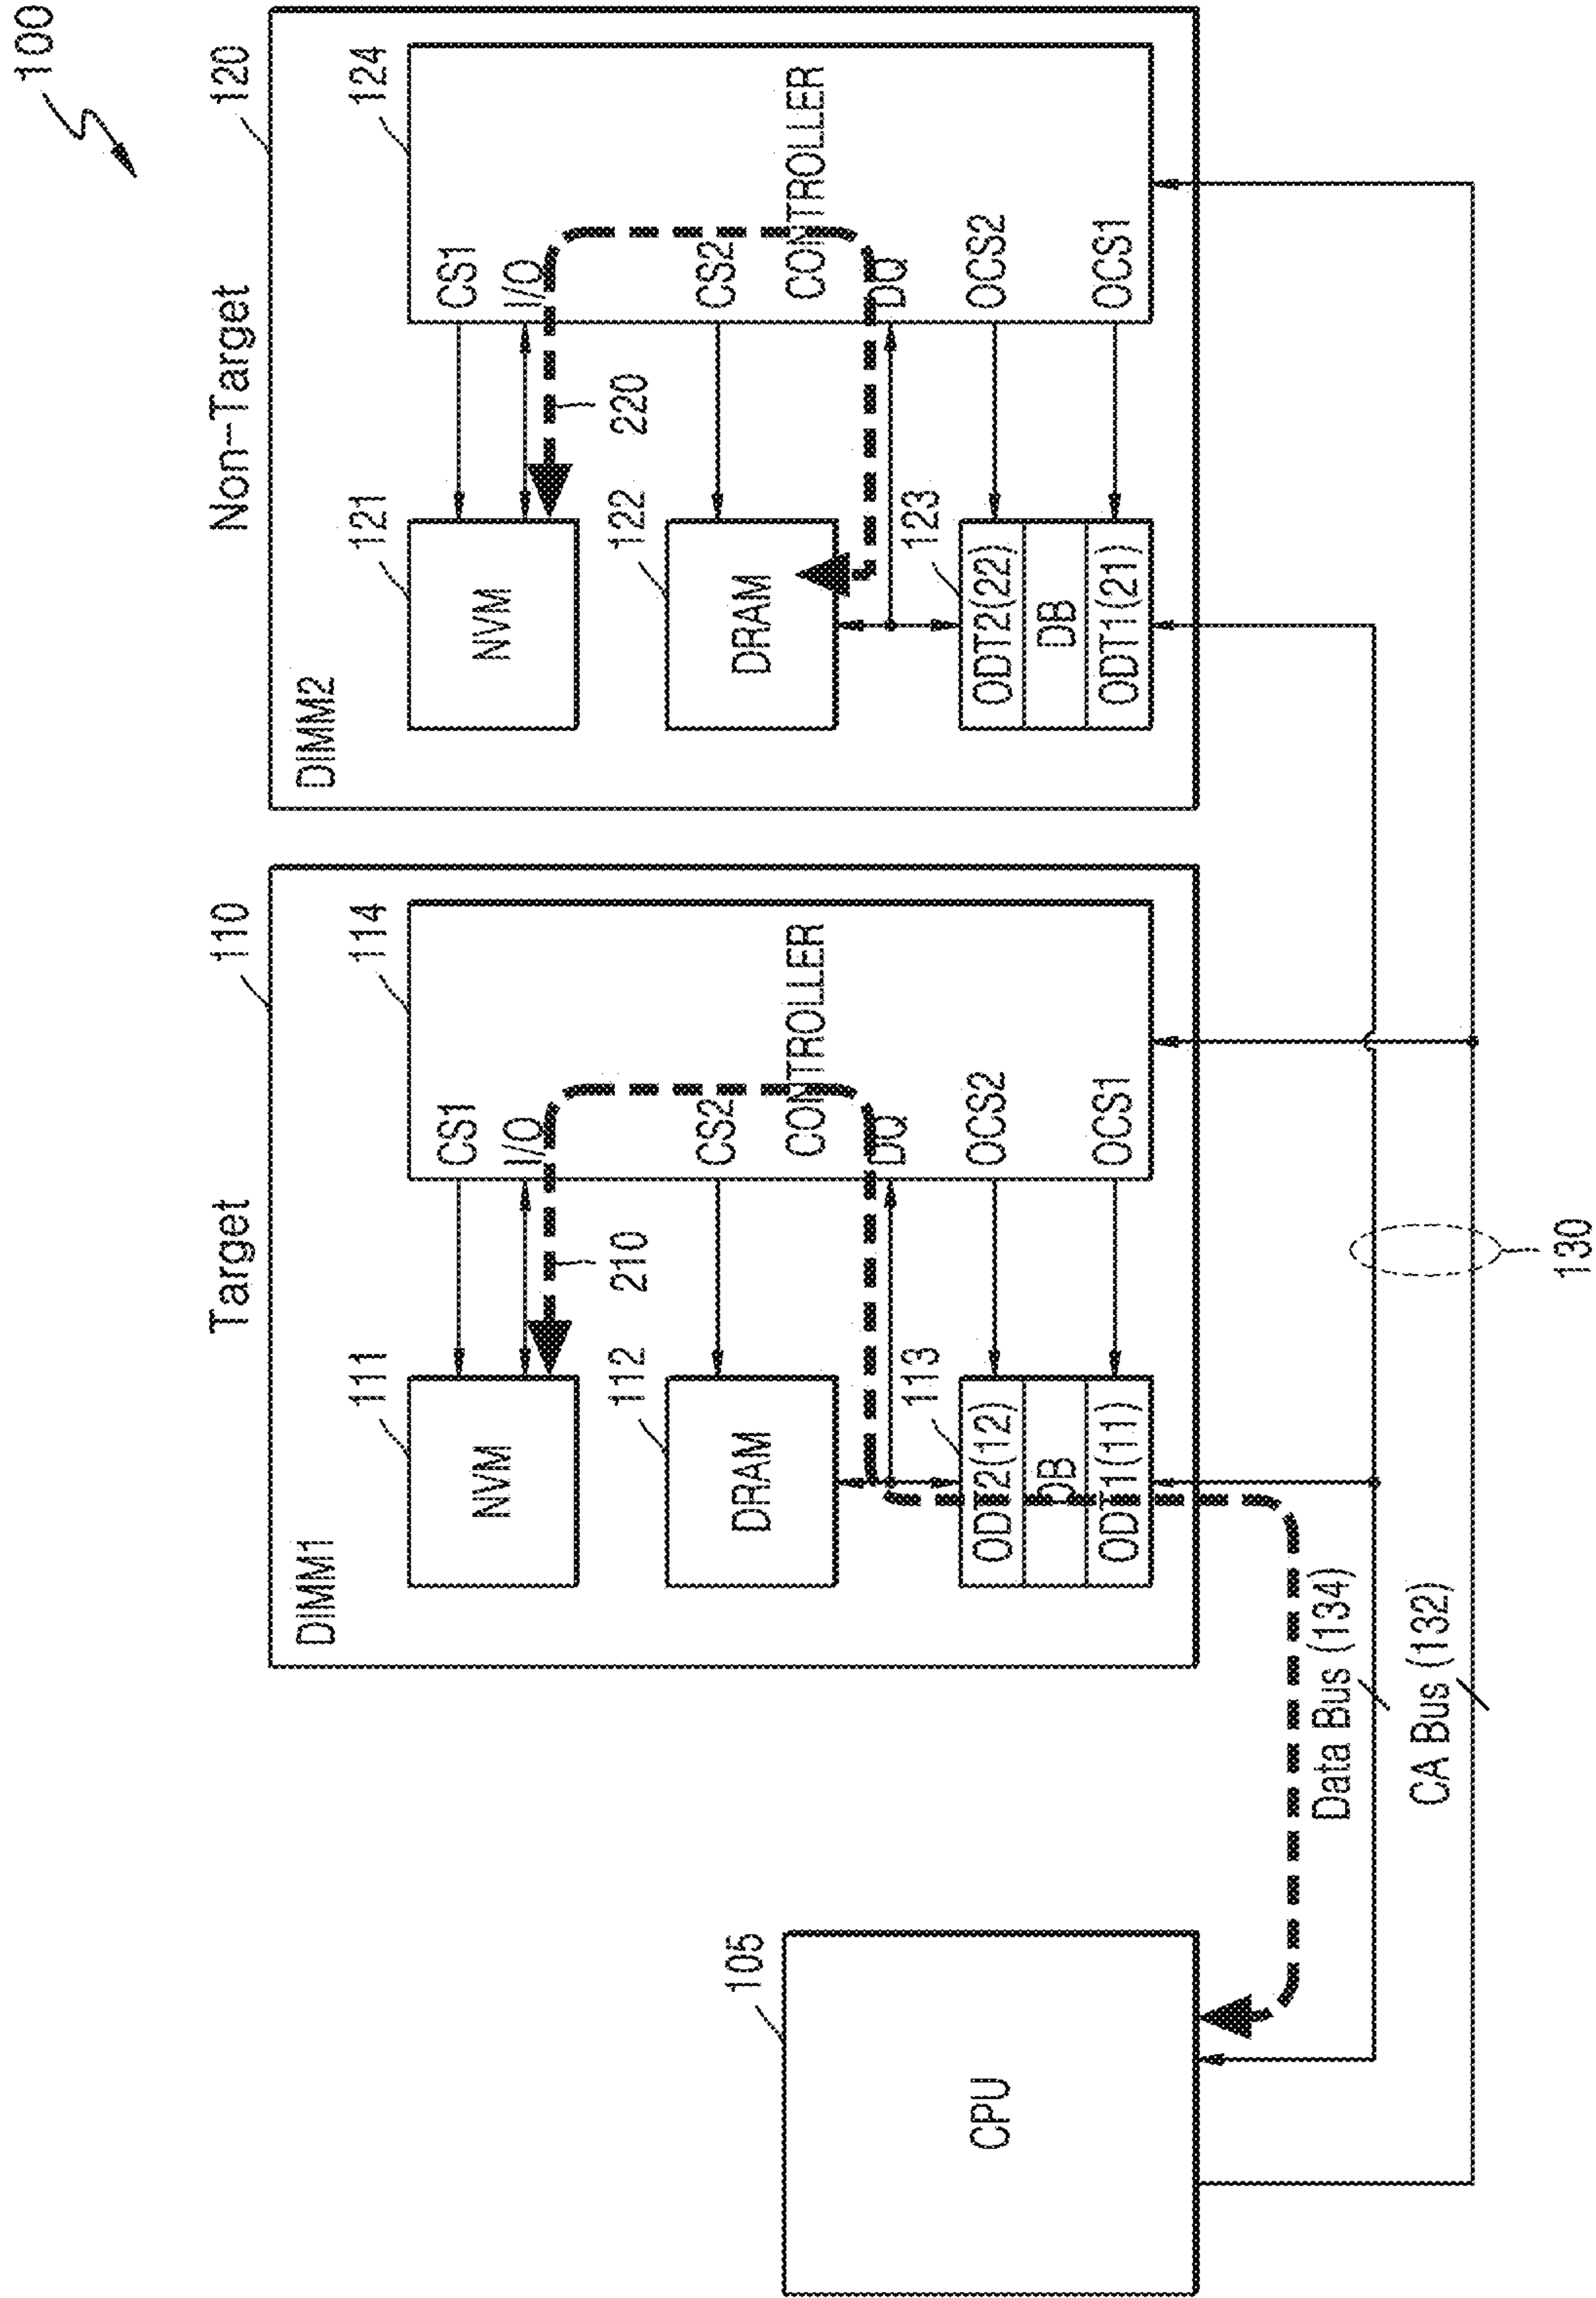 100
Target
Non-Target
110
120
DIMM1
DIMM2
111
114
121
124
NVM
CS1
I/O
NVM
CS1
I/O
210
220
112
122
DRAM
CS2
DRAM
CS2
CONTROLLER
CONTROLLER
105
DQ
DQ
113
123
CPU
ODT2(12)
OCS2
ODT2(22)
OCS2
DB
DB
ODT1(11)
OCS1
ODT1(21)
OCS1
Data Bus (134)
CA Bus (132)
130